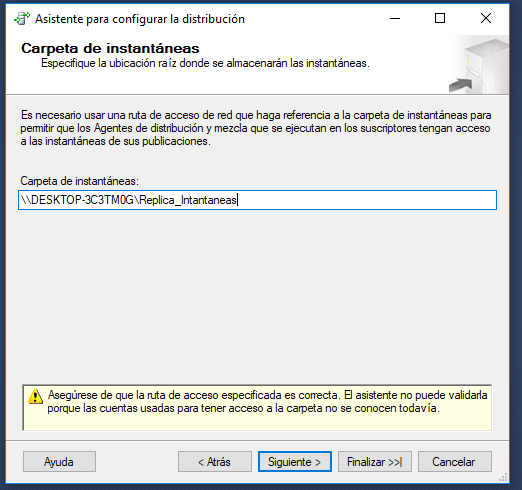 Asistente para configurar la distribución
Carpeta de instantáneas
Especifique la ubicación raíz donde se almacenarán las instantáneas.
Es necesario usar una ruta de acceso de red que haga referencia a la carpeta de instantáneas para
permitir que los Agentes de distribución y mezcla que se ejecutan en los suscriptores tengan acceso
a las instantáneas de sus publicaciones.
Carpeta de instantáneas:
\\DESKTOP-3C3TM0G\Replica_Intantaneas
Asegúrese de que la ruta de acceso especificada es correcta. El asistente no puede validarla
porque las cuentas usadas para tener acceso a la carpeta no se conocen todavía.
Ayuda
< Atrás
Siguiente >
Finalizar >>|
Cancelar